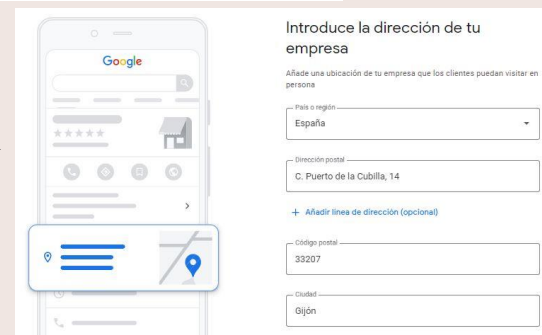 Google
Introduce la dirección de tu
empresa
Añade una ubicación de tu empresa que los clientes puedan visitar en
persona
País o región
España
Dirección postal
C. Puerto de la Cubilla, 14
+ Añadir línea de dirección (opcional)
Código postal
33207
Ciudad
Gijón